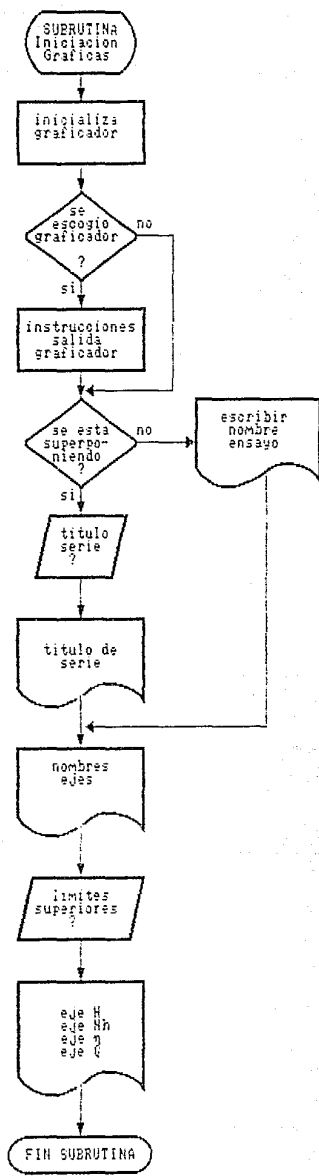 SUBRUTINA
Iniciacion
Graficas
inicializa
graficador
se
escogio
graficador
?
no
si
instrucciones
salida
graficador
se esta
superpo-
niendo
?
no
si
escribir
nombre
ensayo
titulo
serie
?
titulo de
serie
nombres
ejes
limites
superiores
?
eje H
eje Nh
eje η
eje Q
FIN SUBRUTINA